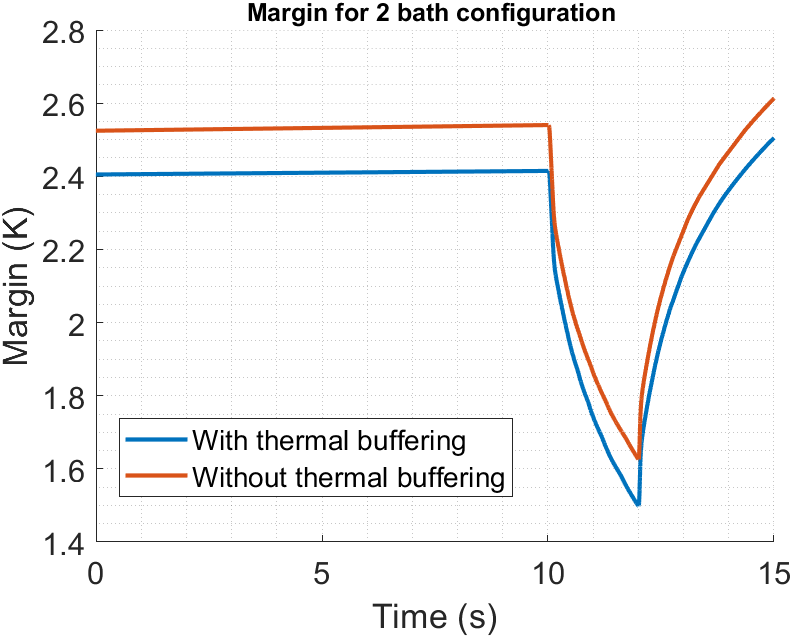 Margin for 2 bath configuration
Margin (K)
2.8
2.6
2.4
2.2
2
1.8
1.6
1.4
With thermal buffering
Without thermal buffering
0 5 10 15
Time (s)